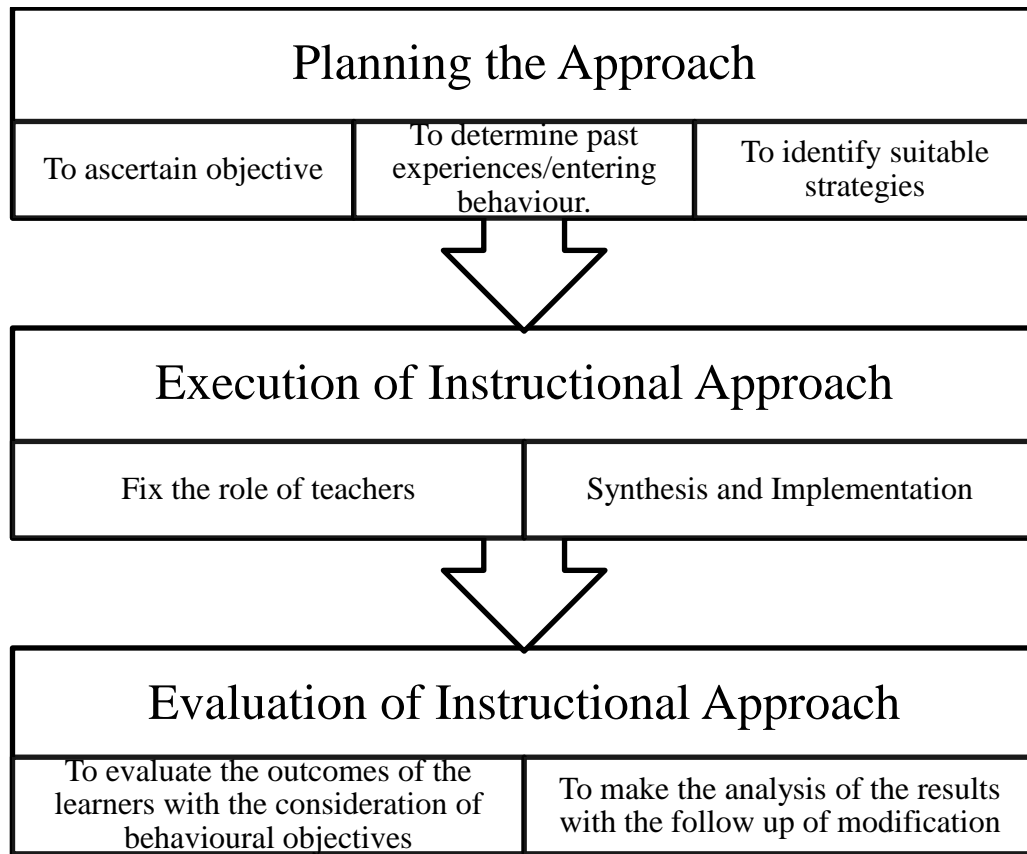 Planning the Approach
To ascertain objective
To determine past
experiences/entering
behaviour.
To identify suitable
strategies
Execution of Instructional Approach
Fix the role of teachers
Synthesis and Implementation
Evaluation of Instructional Approach
To evaluate the outcomes of the
learners with the consideration of
behavioural objectives
To make the analysis of the results
with the follow up of modification